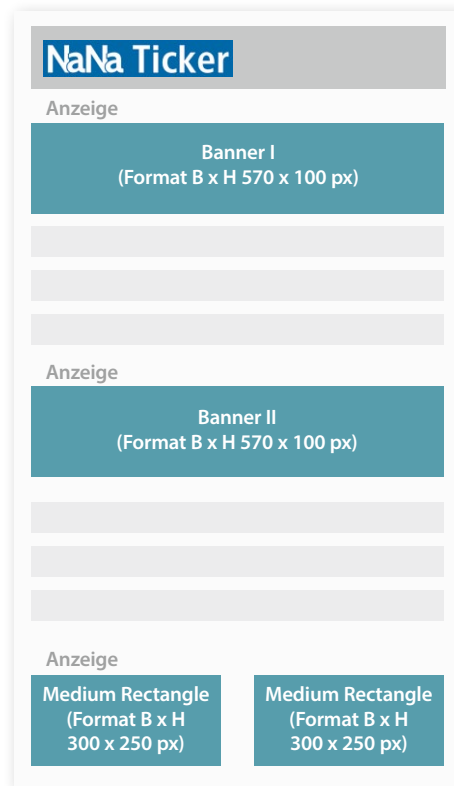 NaNa Ticker
Anzeige
Banner I
(Format B x H 570 x 100 px)
Anzeige
Banner II
(Format B x H 570 x 100 px)
Anzeige
Medium Rectangle
(Format B x H
300 x 250 px)
Medium Rectangle
(Format B x H
300 x 250 px)